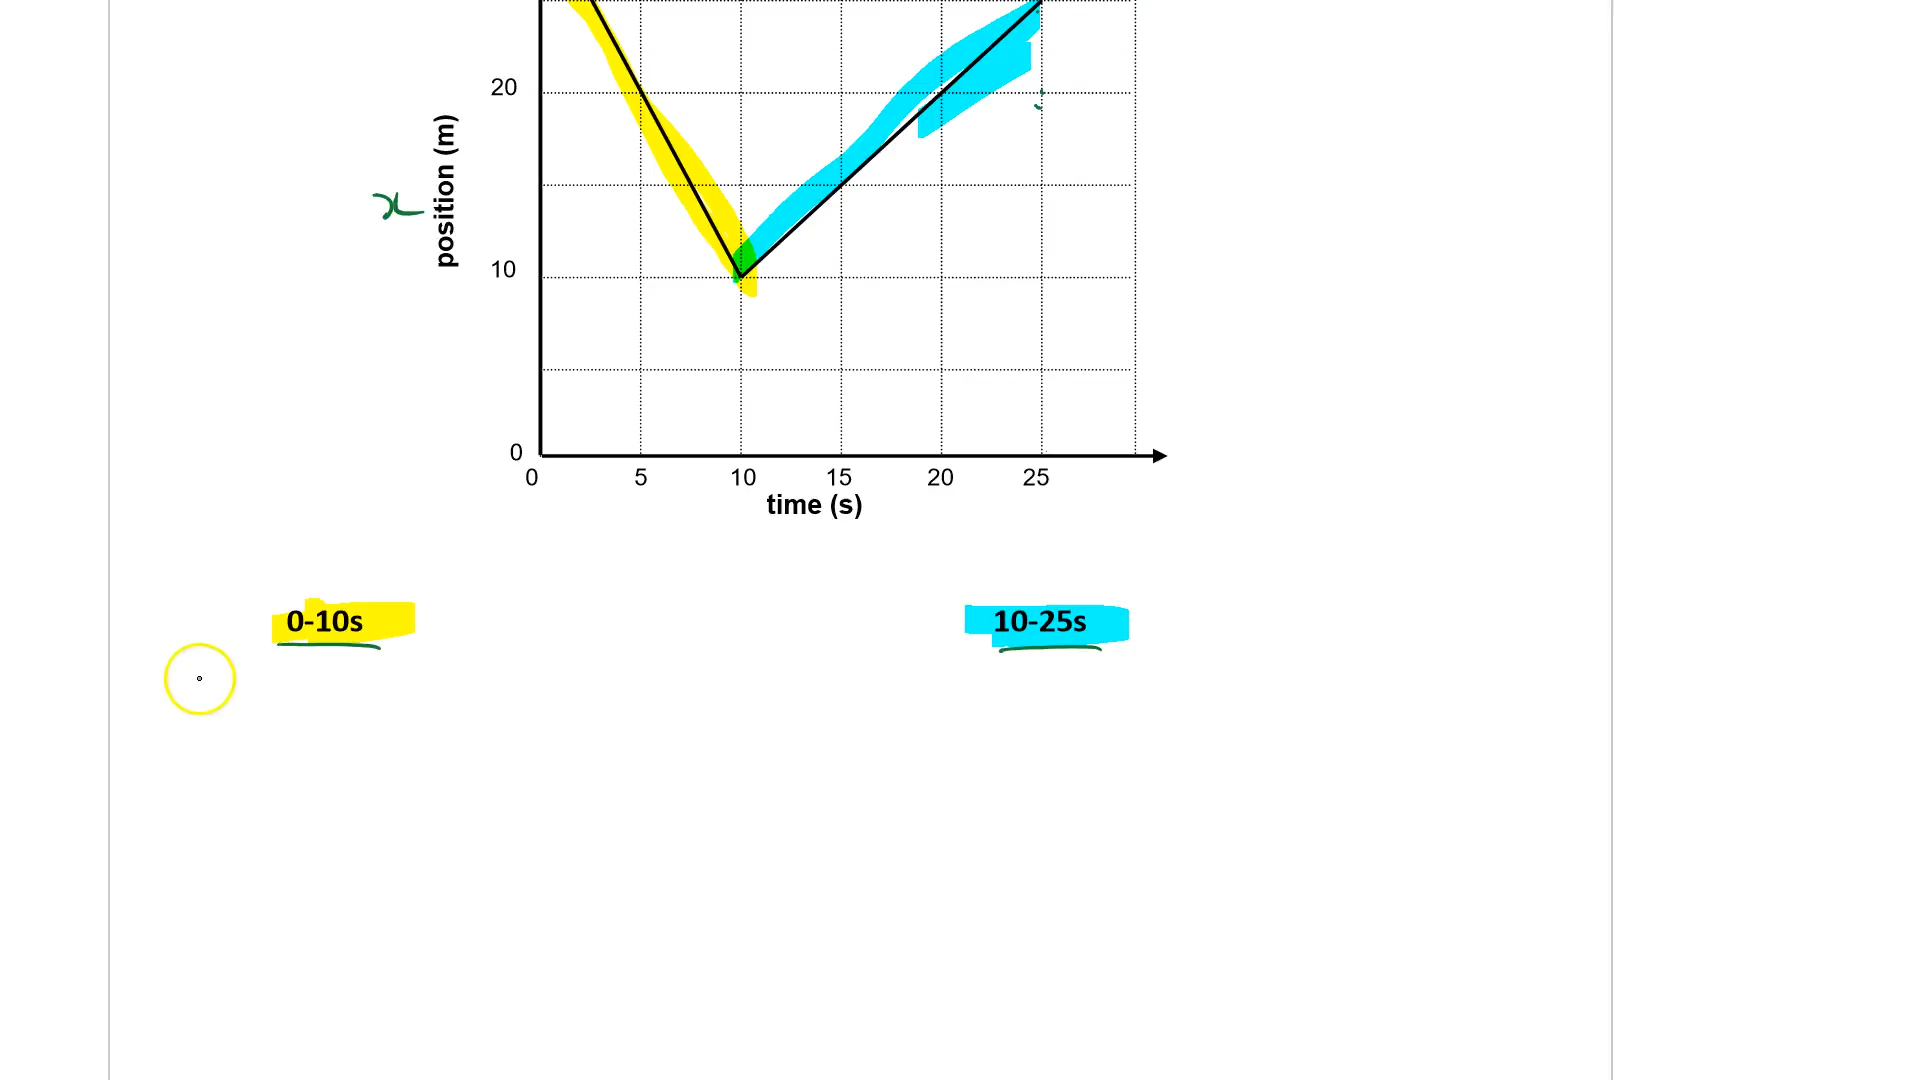 20
position (m)
x
10
0
0 5 10 15 20 25
time (s)
0-10s 10-25s